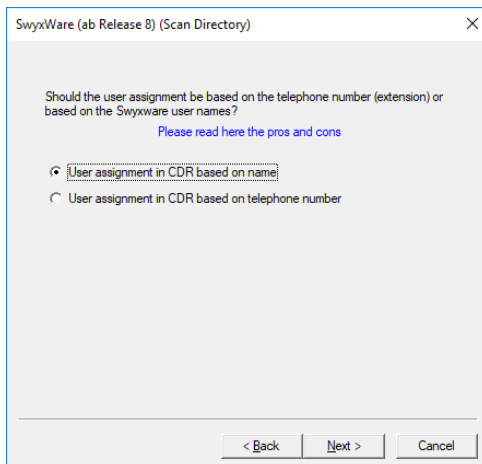 SwyxWare (ab Release 8) (Scan Directory)
Should the user assignment be based on the telephone number (extension) or
based on the Swyxware user names?
Please read here the pros and cons
User assignment in CDR based on name
User assignment in CDR based on telephone number
< Back Next > Cancel